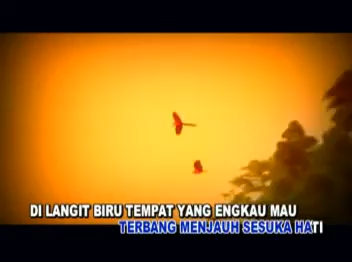 DI LANGIT BIRU TEMPAT YANG ENGKAU MAU
TERBANG MENJAUH SESUKA HATI